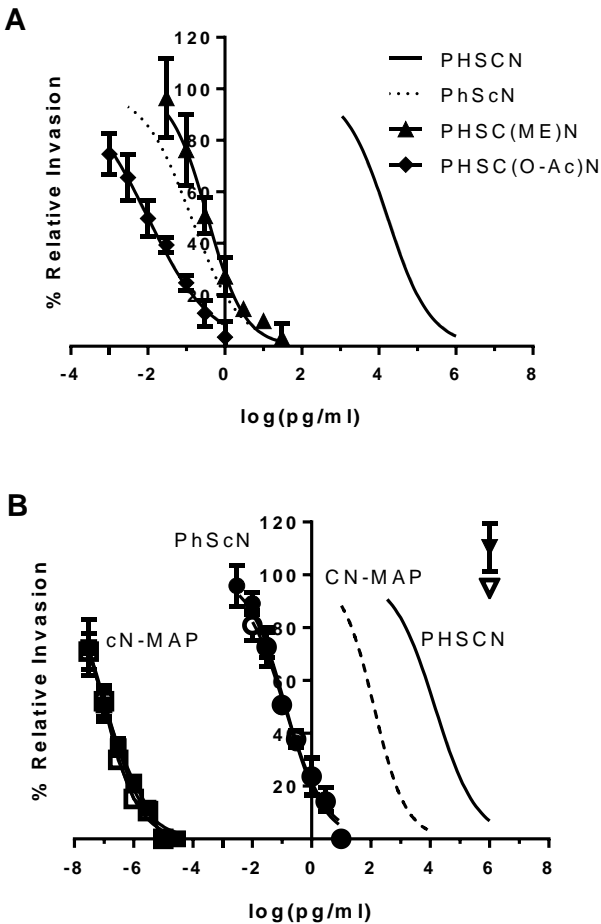 A
120
100
80
60
40
20
% Relative Invasion
PHSCN
PhScN
PHSC(ME)N
PHSC(O-Ac)N
-4 -2 0 2 4 6 8
log(pg/ml)
B
120
100
80
60
4
20
% Relative Invasion
PhScN
CN-MAP
cN-MAP
PHSCN
-8 -6 -4 -2 0 2 4 6 8
log(pg/ml)